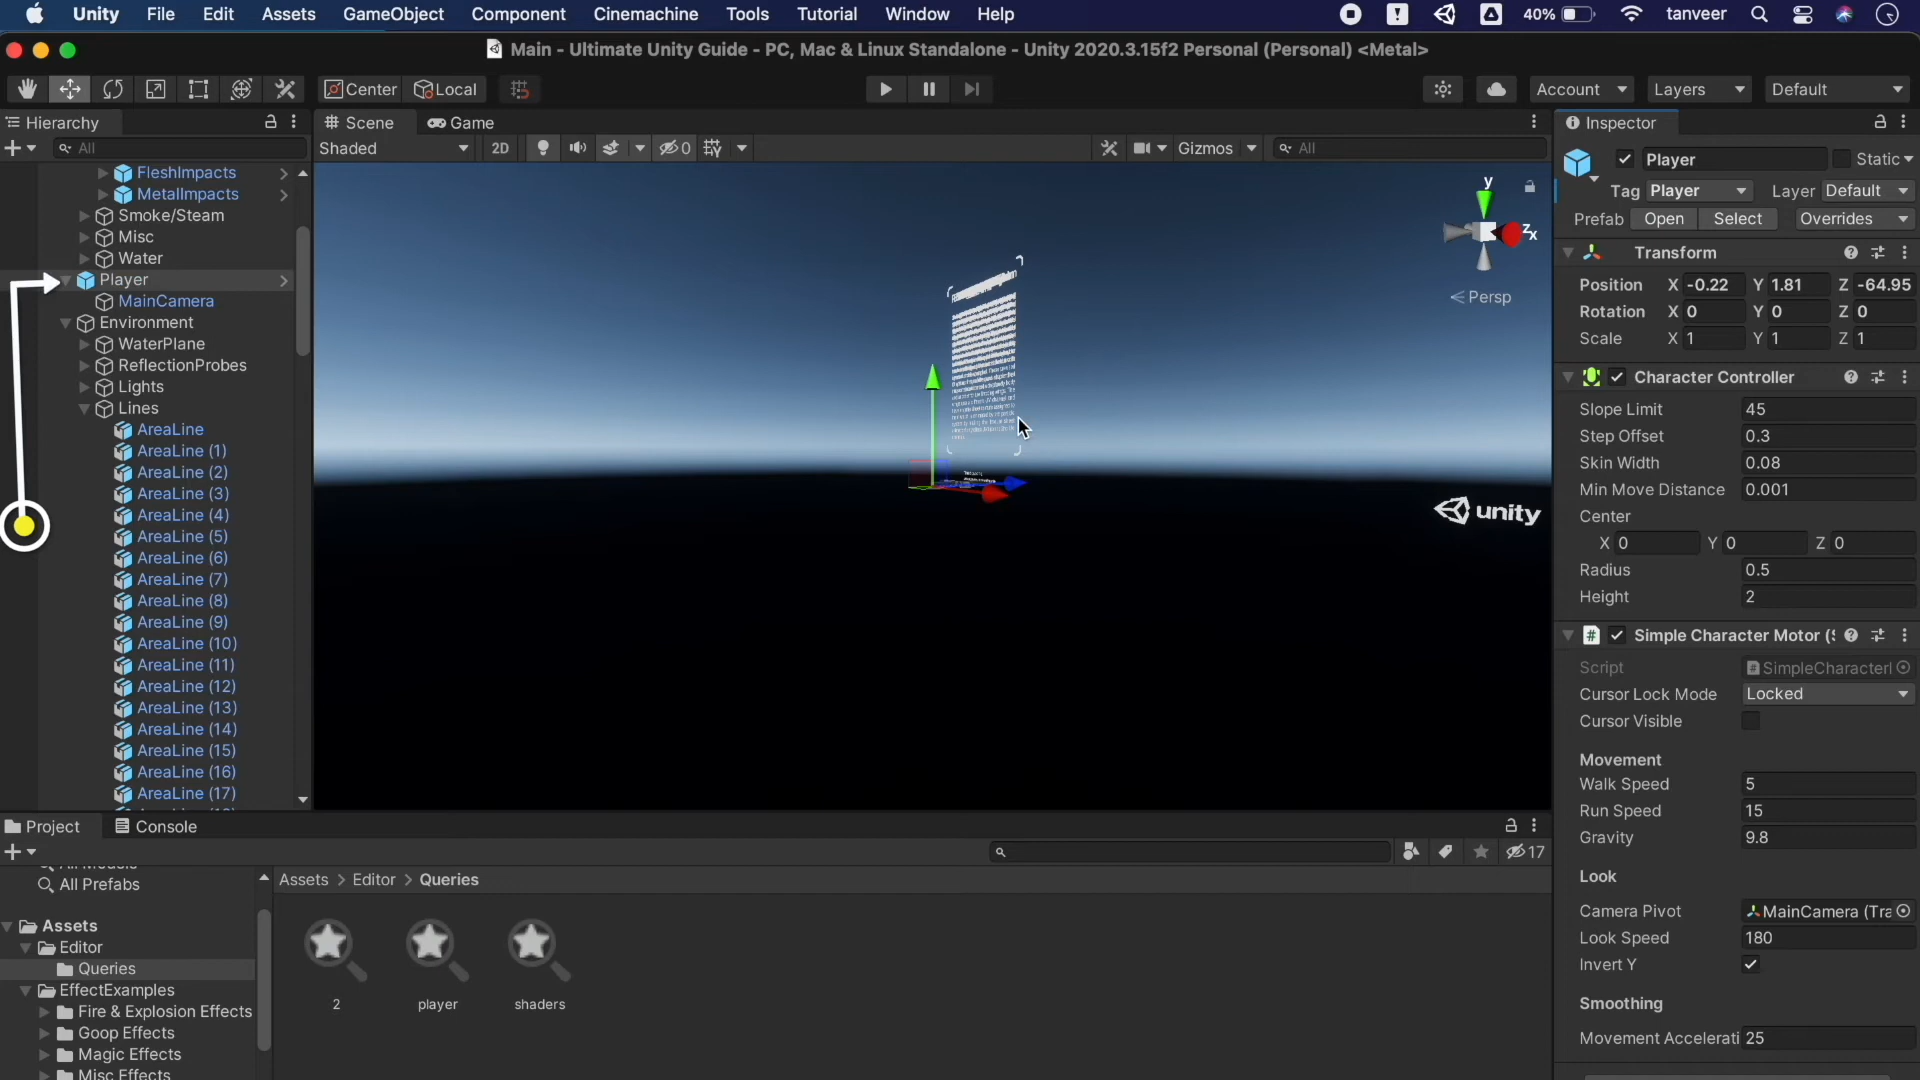 Unity File Edit Assets GameObject Component Cinemachine Tools Tutorial Window Help 40% tanveer
Main - Ultimate Unity Guide - PC, Mac & Linux Standalone - Unity 2020.3.15f2 Personal (Personal) <Metal>
Center Local Account Layers Default
Hierarchy Scene Game Inspector
All Shaded 2D 0 Gizmos All
Player Static
Tag Player Layer Default
Prefab Open Select Overrides
FleshImpacts
MetalImpacts
Smoke/Steam
Misc
Water
Player
MainCamera
Environment
WaterPlane
ReflectionProbes
Lights
Lines
AreaLine
AreaLine (1)
AreaLine (2)
AreaLine (3)
AreaLine (4)
AreaLine (5)
AreaLine (6)
AreaLine (7)
AreaLine (8)
AreaLine (9)
AreaLine (10)
AreaLine (11)
AreaLine (12)
AreaLine (13)
AreaLine (14)
AreaLine (15)
AreaLine (16)
AreaLine (17)
y
z x
Persp
unity
Transform
Position X -0.22 Y 1.81 Z -64.95
Rotation X 0 Y 0 Z 0
Scale X 1 Y 1 Z 1
Character Controller
Slope Limit 45
Step Offset 0.3
Skin Width 0.08
Min Move Distance 0.001
Center
X 0 Y 0 Z 0
Radius 0.5
Height 2
Simple Character Motor (
Script SimpleCharacter
Cursor Lock Mode Locked
Cursor Visible
Movement
Walk Speed 5
Run Speed 15
Gravity 9.8
Look
Camera Pivot MainCamera (Tra
Look Speed 180
Invert Y
Smoothing
Movement Accelerati 25
Project Console
17
All Prefabs
Assets
Editor
Queries
EffectExamples
Fire & Explosion Effects
Goop Effects
Magic Effects
Misc Effects
Assets > Editor > Queries
2 player shaders